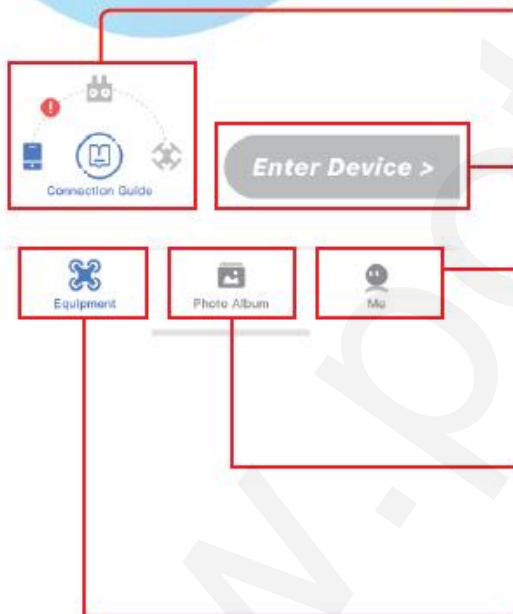 Connection Guide
Enter Device >
Equipment
Photo Album
Me